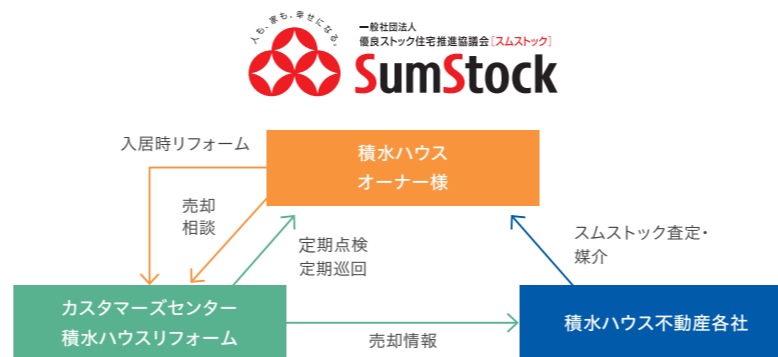 人も、家も、幸せになる。
一般社団法人
優良ストック住宅推進協議会［スムストック］
SumStock
入居時リフォーム
積水ハウス
オーナー様
売却
相談
定期点検
定期巡回
スムストック査定・
媒介
カスタマーズセンター
積水ハウスリフォーム
売却情報
積水ハウス不動産各社